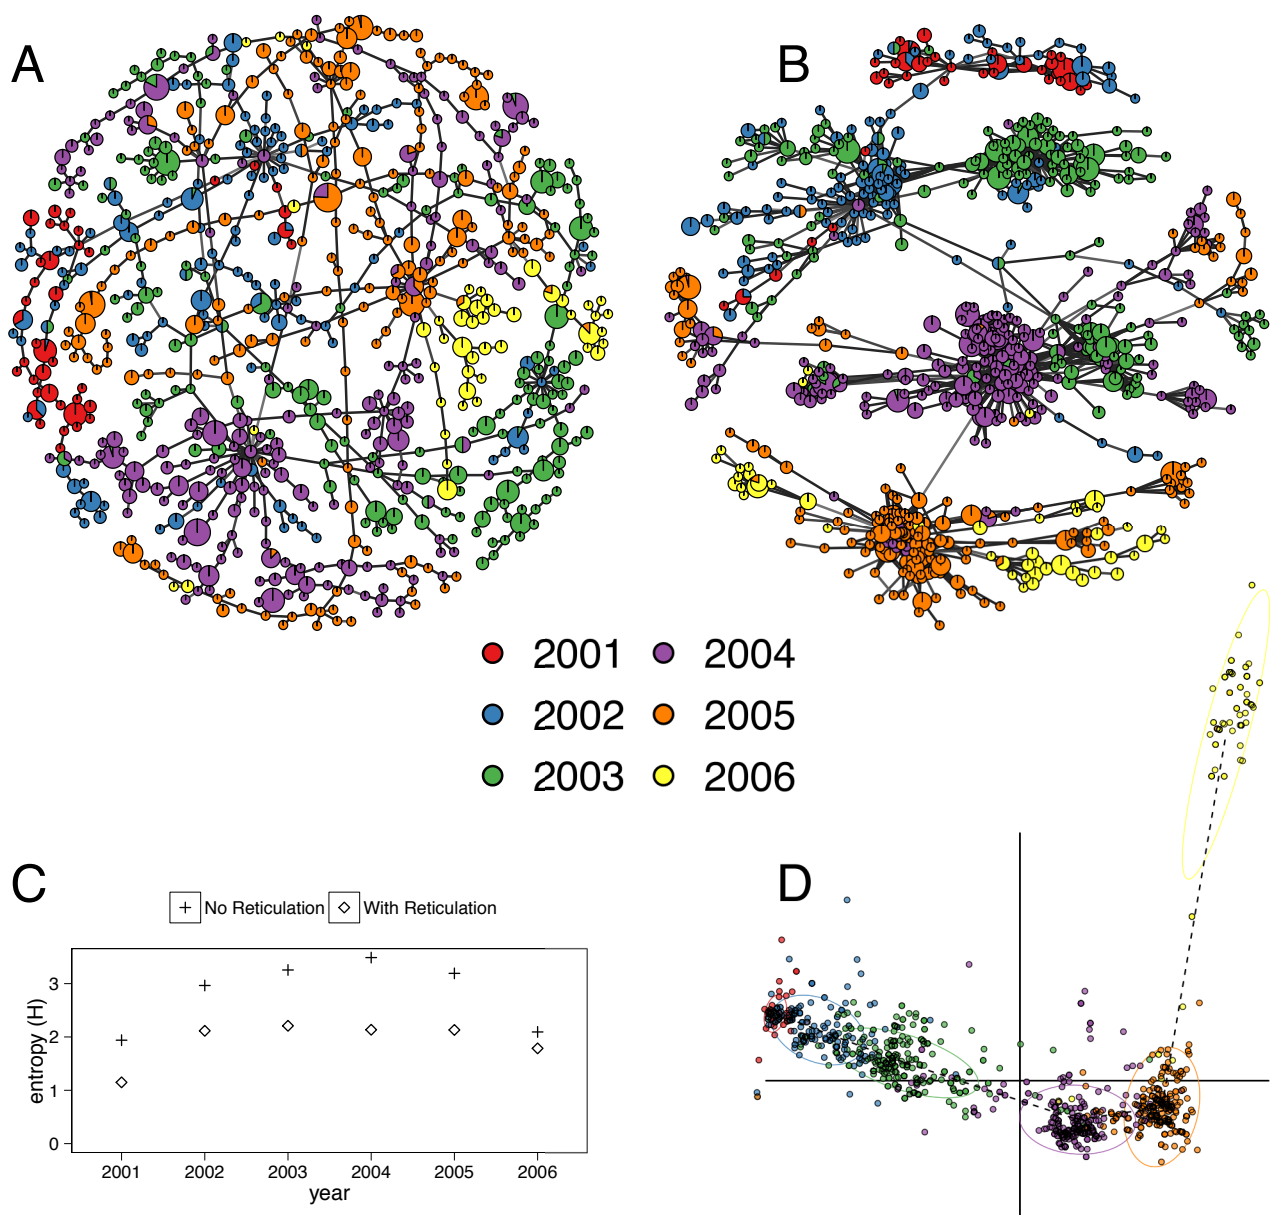 A
B
2001
2004
2002
2005
2003
2006
C
No Reticulation
With Reticulation
3
2
1
0
entropy (H)
2001 2002 2003 2004 2005 2006
year
D